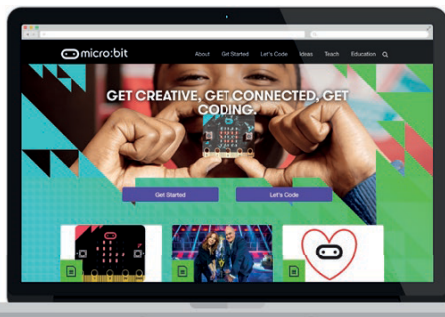 micro:bit
About Get Started Let's Code Ideas Teach Education
GET CREATIVE, GET CONNECTED, GET
CODING.
Get Started Let's Code